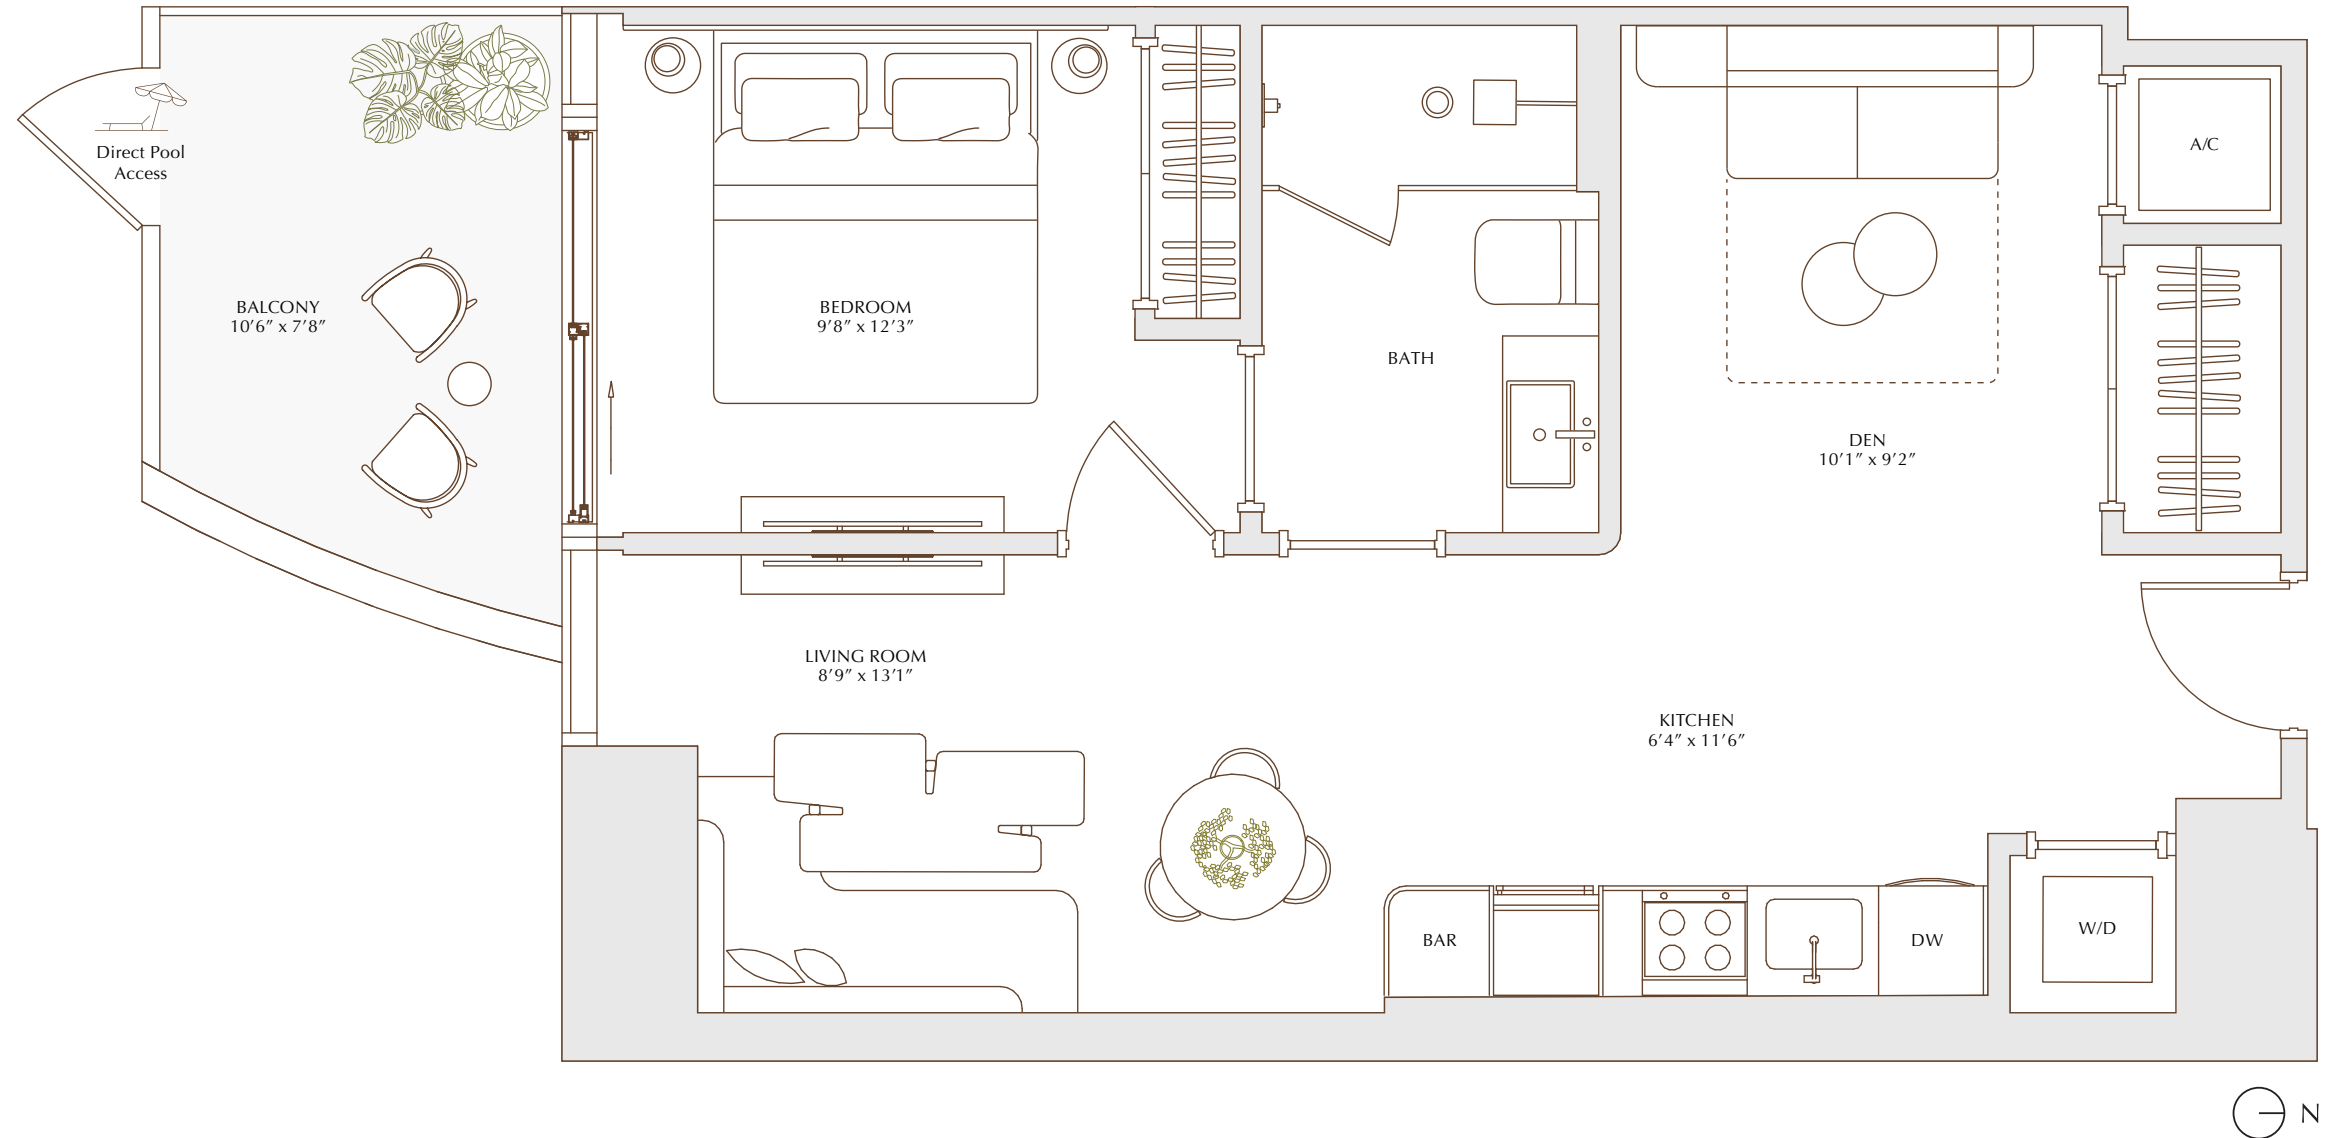 Direct Pool
Access
BALCONY
10’6” x 7’8”
BEDROOM
9’8” x 12’3”
BATH
A/C
DEN
10’1” x 9’2”
LIVING ROOM
8’9” x 13’1”
KITCHEN
6’4” x 11’6”
BAR
DW
W/D
N